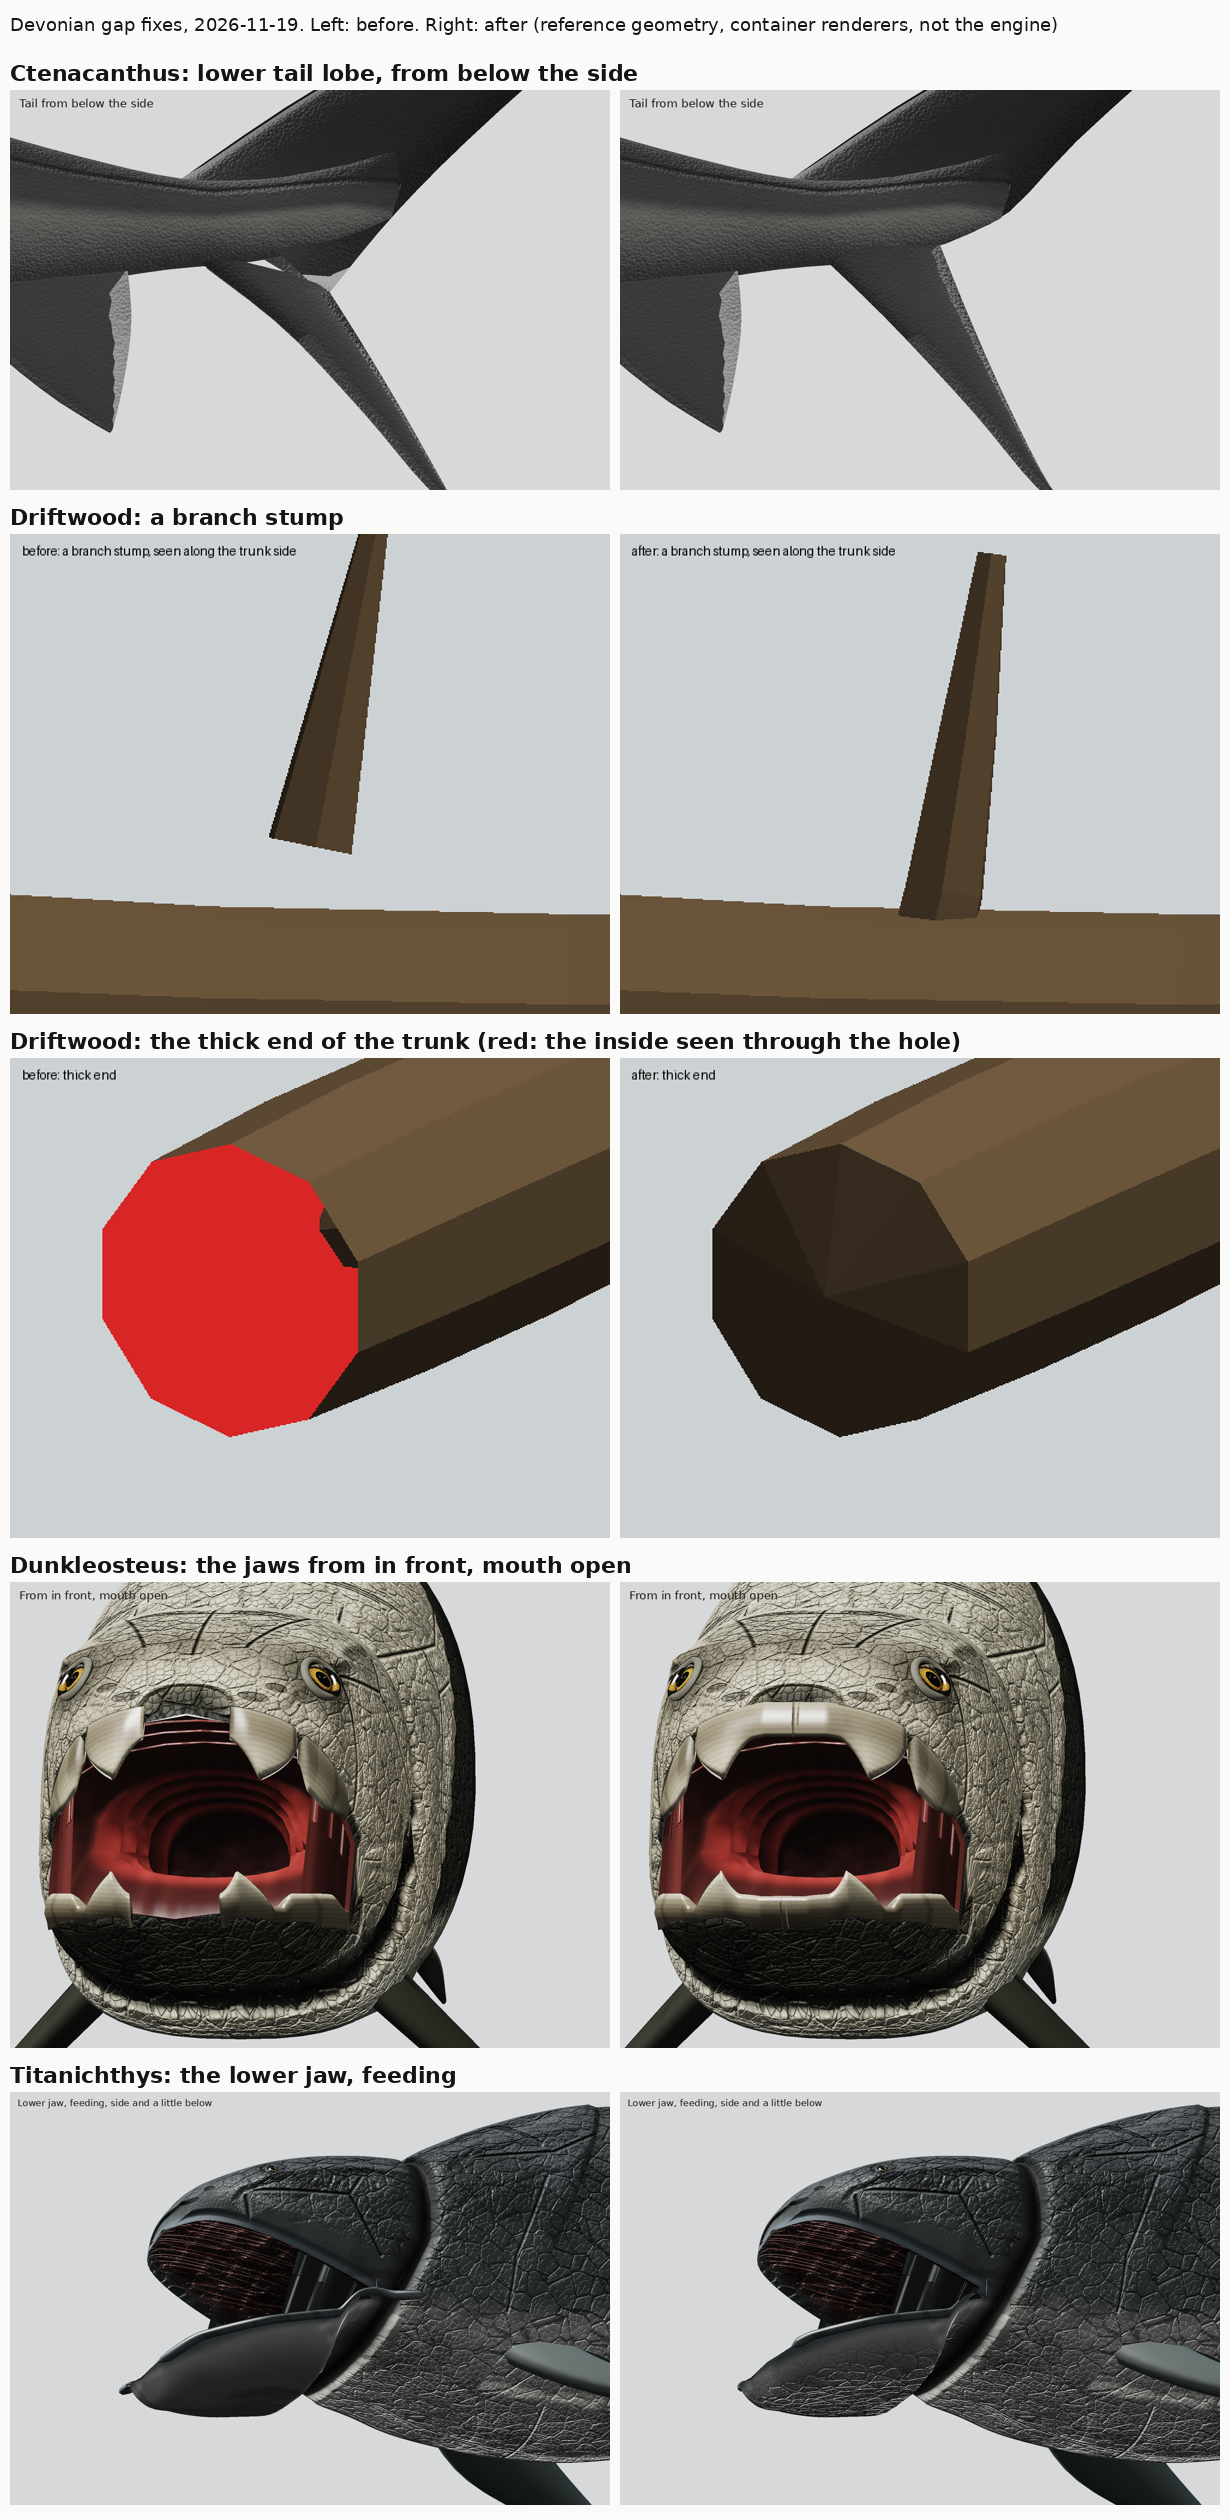 Devonian gap fixes, 2026-11-19. Left: before. Right: after (reference geometry, container renderers, not the engine)
Ctenacanthus: lower tail lobe, from below the side
Tail from below the side
Tail from below the side
Driftwood: a branch stump
before: a branch stump, seen along the trunk side
after: a branch stump, seen along the trunk side
Driftwood: the thick end of the trunk (red: the inside seen through the hole)
before: thick end
after: thick end
Dunkleosteus: the jaws from in front, mouth open
From in front, mouth open
From in front, mouth open
Titanichthys: the lower jaw, feeding
Lower jaw, feeding, side and a little below
Lower jaw, feeding, side and a little below